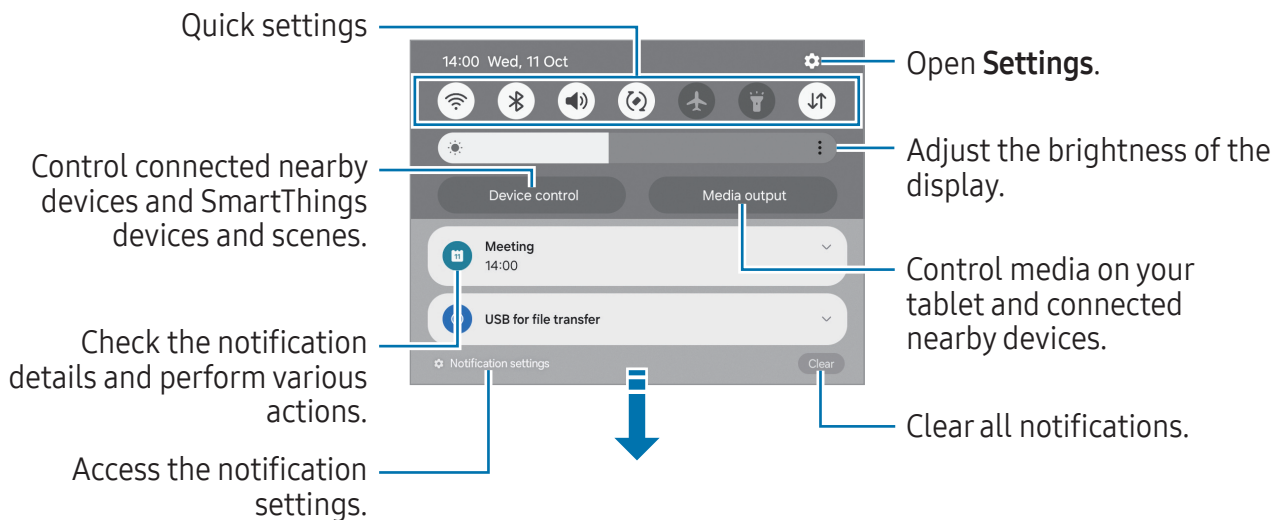 Quick settings
14:00 Wed, 11 Oct
Open Settings.
Control connected nearby
devices and SmartThings
devices and scenes.
Adjust the brightness of the
display.
Device control
Media output
Meeting
14:00
11
Control media on your
tablet and connected
nearby devices.
USB for file transfer
Check the notification
details and perform various
actions.
Notification settings
Clear
Clear all notifications.
Access the notification
settings.